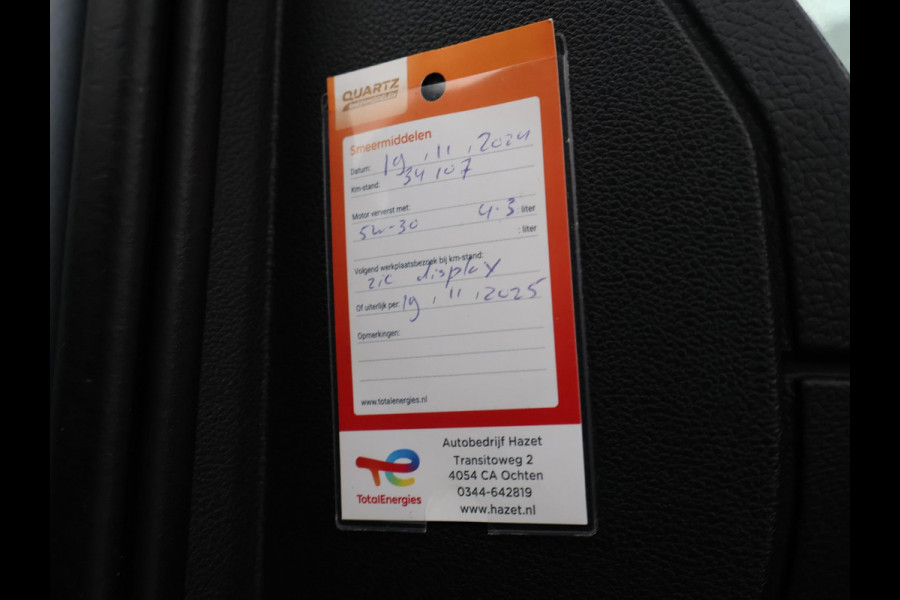 QUARTZ
Smeermiddelen
Datum: 19.11.2024
Km-stand: 34107
Motor ververst met:
5W-30 4.3 : liter
: liter
Volgend werkplaatsbezoek bij km-stand:
zie display
Of uiterlijk per: 19.11.2025
Opmerkingen:
www.totalenergies.nl
TotalEnergies
Autobedrijf Hazet
Transitoweg 2
4054 CA Ochten
0344-642819
www.hazet.nl